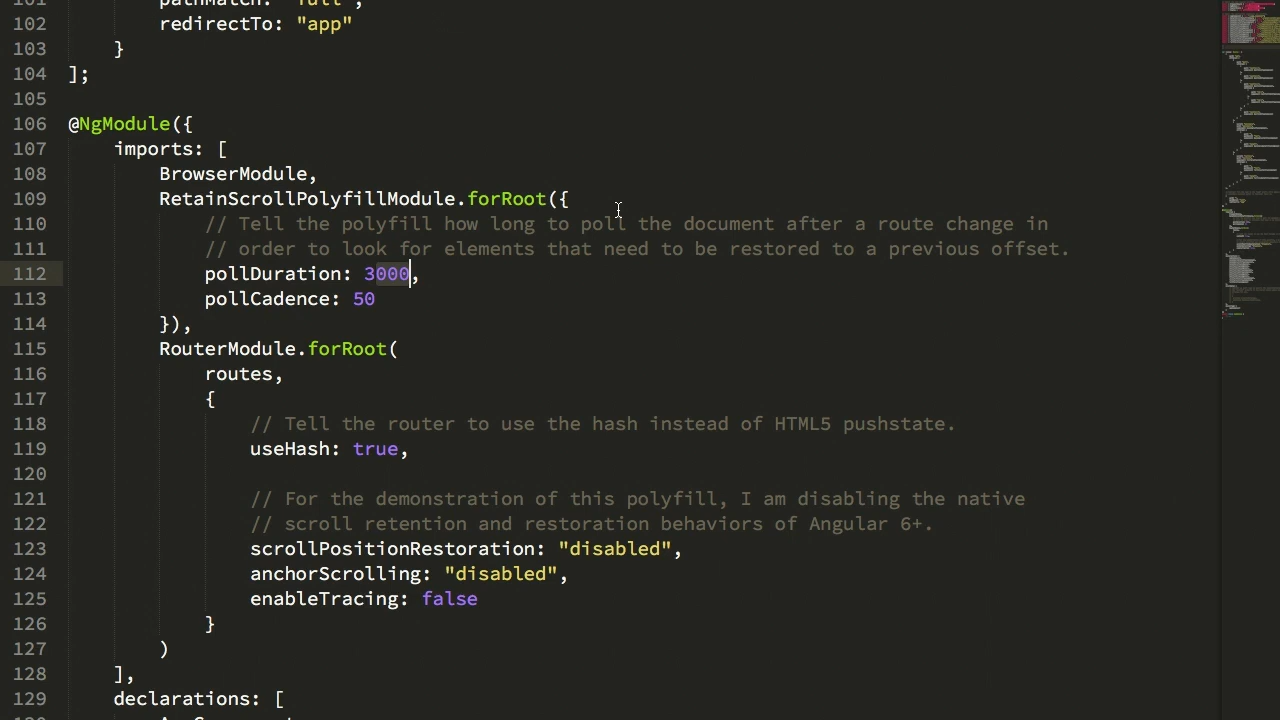 101 pathMatch: "full",
102 redirectTo: "app"
103 }
104 ];
105
106 @NgModule({
107 imports: [
108 BrowserModule,
109 RetainScrollPolyfillModule.forRoot({
110 // Tell the polyfill how long to poll the document after a route change in
111 // order to look for elements that need to be restored to a previous offset.
112 pollDuration: 3000,
113 pollCadence: 50
114 }),
115 RouterModule.forRoot(
116 routes,
117 {
118 // Tell the router to use the hash instead of HTML5 pushstate.
119 useHash: true,
120
121 // For the demonstration of this polyfill, I am disabling the native
122 // scroll retention and restoration behaviors of Angular 6+.
123 scrollPositionRestoration: "disabled",
124 anchorScrolling: "disabled",
125 enableTracing: false
126 }
127 )
128 ],
129 declarations: [